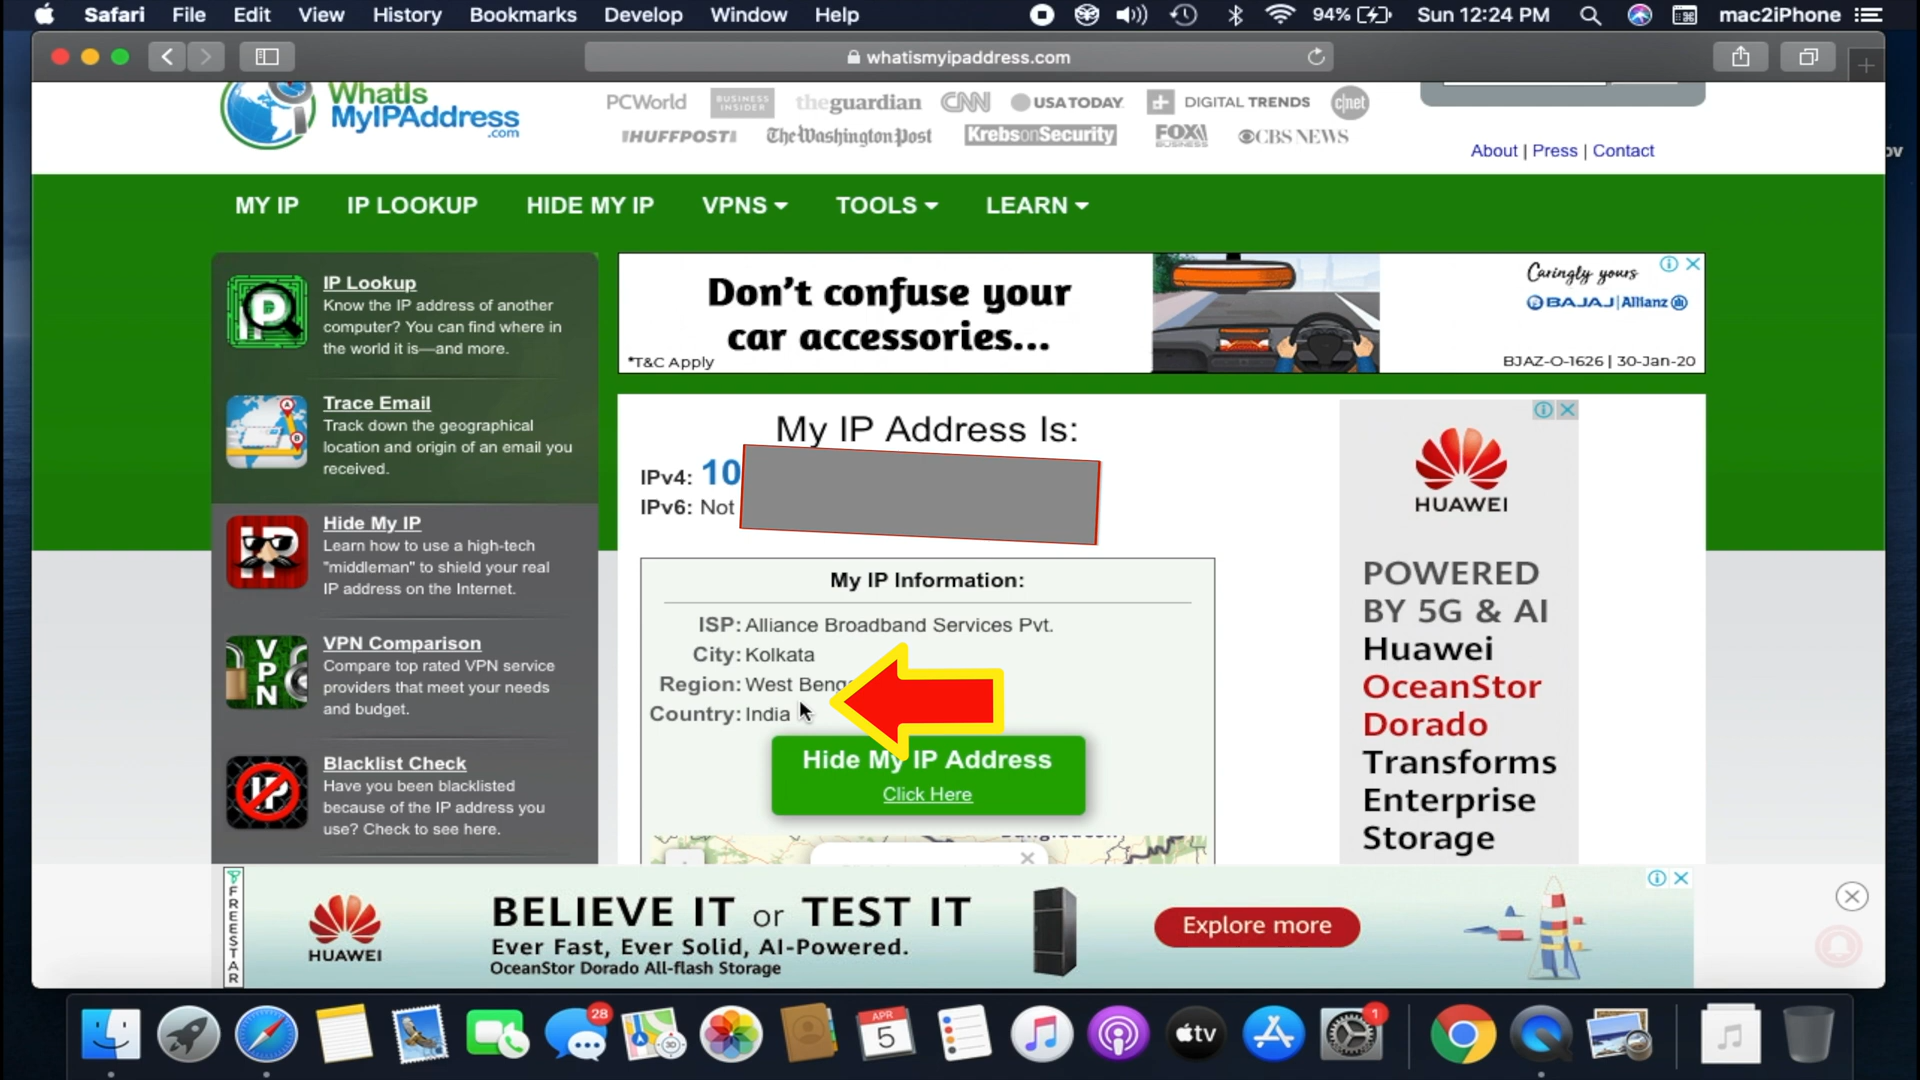 Safari File Edit View History Bookmarks Develop Window Help 94% Sun 12:24 PM mac2iPhone
whatismyipaddress.com
WhatIs
MyIPAddress
.com
PCWorld BUSINESS INSIDER theguardian CNN USA TODAY DIGITAL TRENDS c|net
HUFFPOST The Washington Post KrebsonSecurity FOX BUSINESS CBS NEWS
About | Press | Contact
MY IP IP LOOKUP HIDE MY IP VPNS TOOLS LEARN
IP
IP Lookup
Know the IP address of another
computer? You can find where in
the world it is—and more.
Trace Email
Track down the geographical
location and origin of an email you
received.
IP
Hide My IP
Learn how to use a high-tech
"middleman" to shield your real
IP address on the Internet.
VPN
VPN Comparison
Compare top rated VPN service
providers that meet your needs
and budget.
IP
Blacklist Check
Have you been blacklisted
because of the IP address you
use? Check to see here.
Don't confuse your
car accessories...
*T&C Apply
Caringly yours
BAJAJ Allianz
BJAZ-O-1626 | 30-Jan-20
My IP Address Is:
IPv4: 10
IPv6: Not
My IP Information:
ISP: Alliance Broadband Services Pvt.
City: Kolkata
Region: West Beng
Country: India
Hide My IP Address
Click Here
HUAWEI
POWERED
BY 5G & AI
Huawei
OceanStor
Dorado
Transforms
Enterprise
Storage
FREESTAR
HUAWEI
BELIEVE IT or TEST IT
Ever Fast, Ever Solid, AI-Powered.
OceanStor Dorado All-flash Storage
Explore more
28
3D
APR
5
tv
1